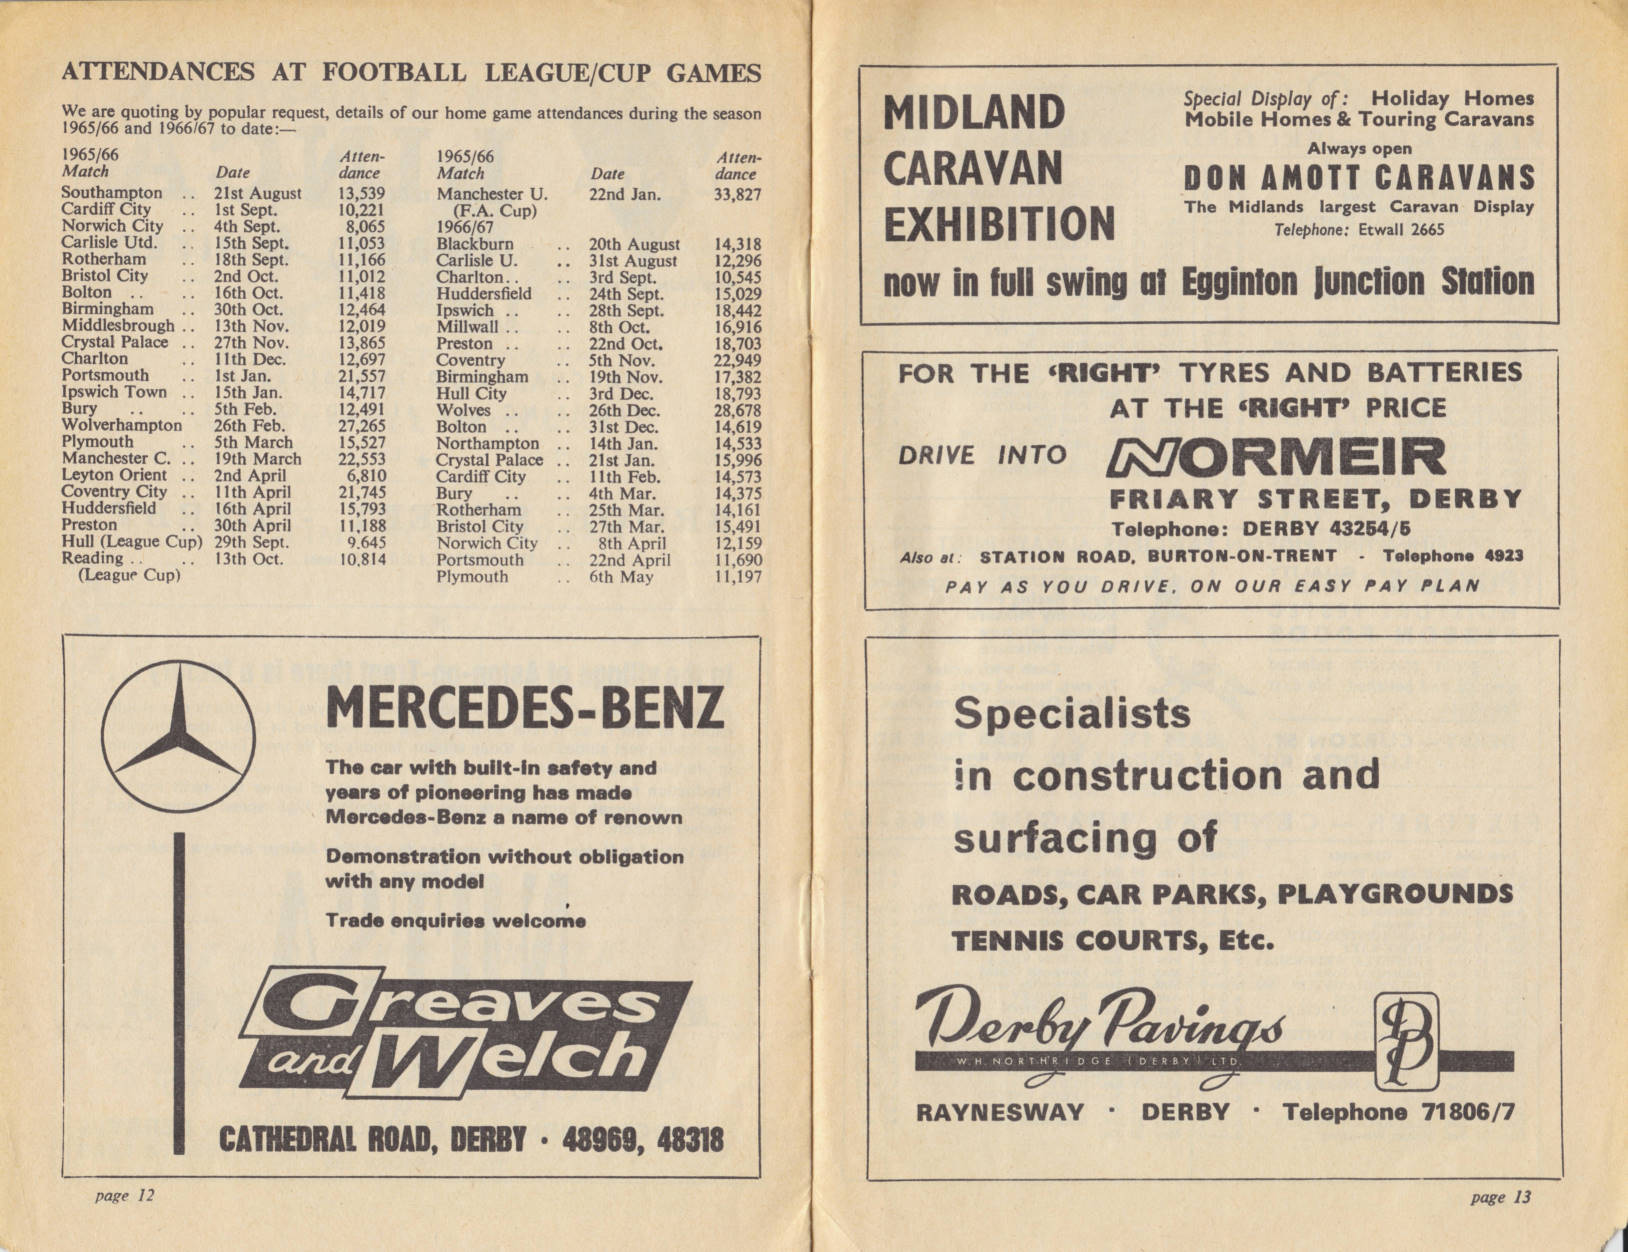 ATTENDANCES AT FOOTBALL LEAGUE/CUP GAMES
We are quoting by popular request, details of our home game attendances during the season
1965/66 and 1966/67 to date:—
1965/66
Match Date Atten-
dance
Southampton .. 21st August 13,539
Cardiff City .. 1st Sept. 10,221
Norwich City .. 4th Sept. 8,065
Carlisle Utd. .. 15th Sept. 11,053
Rotherham .. 18th Sept. 11,166
Bristol City .. 2nd Oct. 11,012
Bolton .. .. 16th Oct. 11,418
Birmingham .. 30th Oct. 12,464
Middlesbrough .. 13th Nov. 12,019
Crystal Palace .. 27th Nov. 13,865
Charlton .. 11th Dec. 12,697
Portsmouth .. 1st Jan. 21,557
Ipswich Town .. 15th Jan. 14,717
Bury .. .. 5th Feb. 12,491
Wolverhampton 26th Feb. 27,265
Plymouth .. 5th March 15,527
Manchester C. .. 19th March 22,553
Leyton Orient .. 2nd April 6,810
Coventry City .. 11th April 21,745
Huddersfield .. 16th April 15,793
Preston .. 30th April 11,188
Hull (League Cup) 29th Sept. 9.645
Reading .. .. 13th Oct. 10,814
(League Cup)
1965/66
Match Date Atten-
dance
Manchester U. 22nd Jan. 33,827
(F.A. Cup)
1966/67
Blackburn .. 20th August 14,318
Carlisle U. .. 31st August 12,296
Charlton.. .. 3rd Sept. 10,545
Huddersfield .. 24th Sept. 15,029
Ipswich .. .. 28th Sept. 18,442
Millwall .. .. 8th Oct. 16,916
Preston .. .. 22nd Oct. 18,703
Coventry .. 5th Nov. 22,949
Birmingham .. 19th Nov. 17,382
Hull City .. 3rd Dec. 18,793
Wolves .. .. 26th Dec. 28,678
Bolton .. .. 31st Dec. 14,619
Northampton .. 14th Jan. 14,533
Crystal Palace .. 21st Jan. 15,996
Cardiff City .. 11th Feb. 14,573
Bury .. .. 4th Mar. 14,375
Rotherham .. 25th Mar. 14,161
Bristol City .. 27th Mar. 15,491
Norwich City .. 8th April 12,159
Portsmouth .. 22nd April 11,690
Plymouth .. 6th May 11,197
MERCEDES-BENZ
The car with built-in safety and
years of pioneering has made
Mercedes-Benz a name of renown
Demonstration without obligation
with any model
Trade enquiries welcome
Greaves
and Welch
CATHEDRAL ROAD, DERBY · 48969, 48318
page 12
MIDLAND
CARAVAN
EXHIBITION
Special Display of: Holiday Homes
Mobile Homes & Touring Caravans
Always open
DON AMOTT CARAVANS
The Midlands largest Caravan Display
Telephone: Etwall 2665
now in full swing at Egginton Junction Station
FOR THE ‘RIGHT’ TYRES AND BATTERIES
AT THE ‘RIGHT’ PRICE
DRIVE INTO NORMEIR
FRIARY STREET, DERBY
Telephone: DERBY 43254/5
Also at: STATION ROAD, BURTON-ON-TRENT - Telephone 4923
PAY AS YOU DRIVE, ON OUR EASY PAY PLAN
Specialists
in construction and
surfacing of
ROADS, CAR PARKS, PLAYGROUNDS
TENNIS COURTS, Etc.
Derby Pavings
DP
W. H. NORTHRIDGE (DERBY) LTD.
RAYNESWAY · DERBY · Telephone 71806/7
page 13